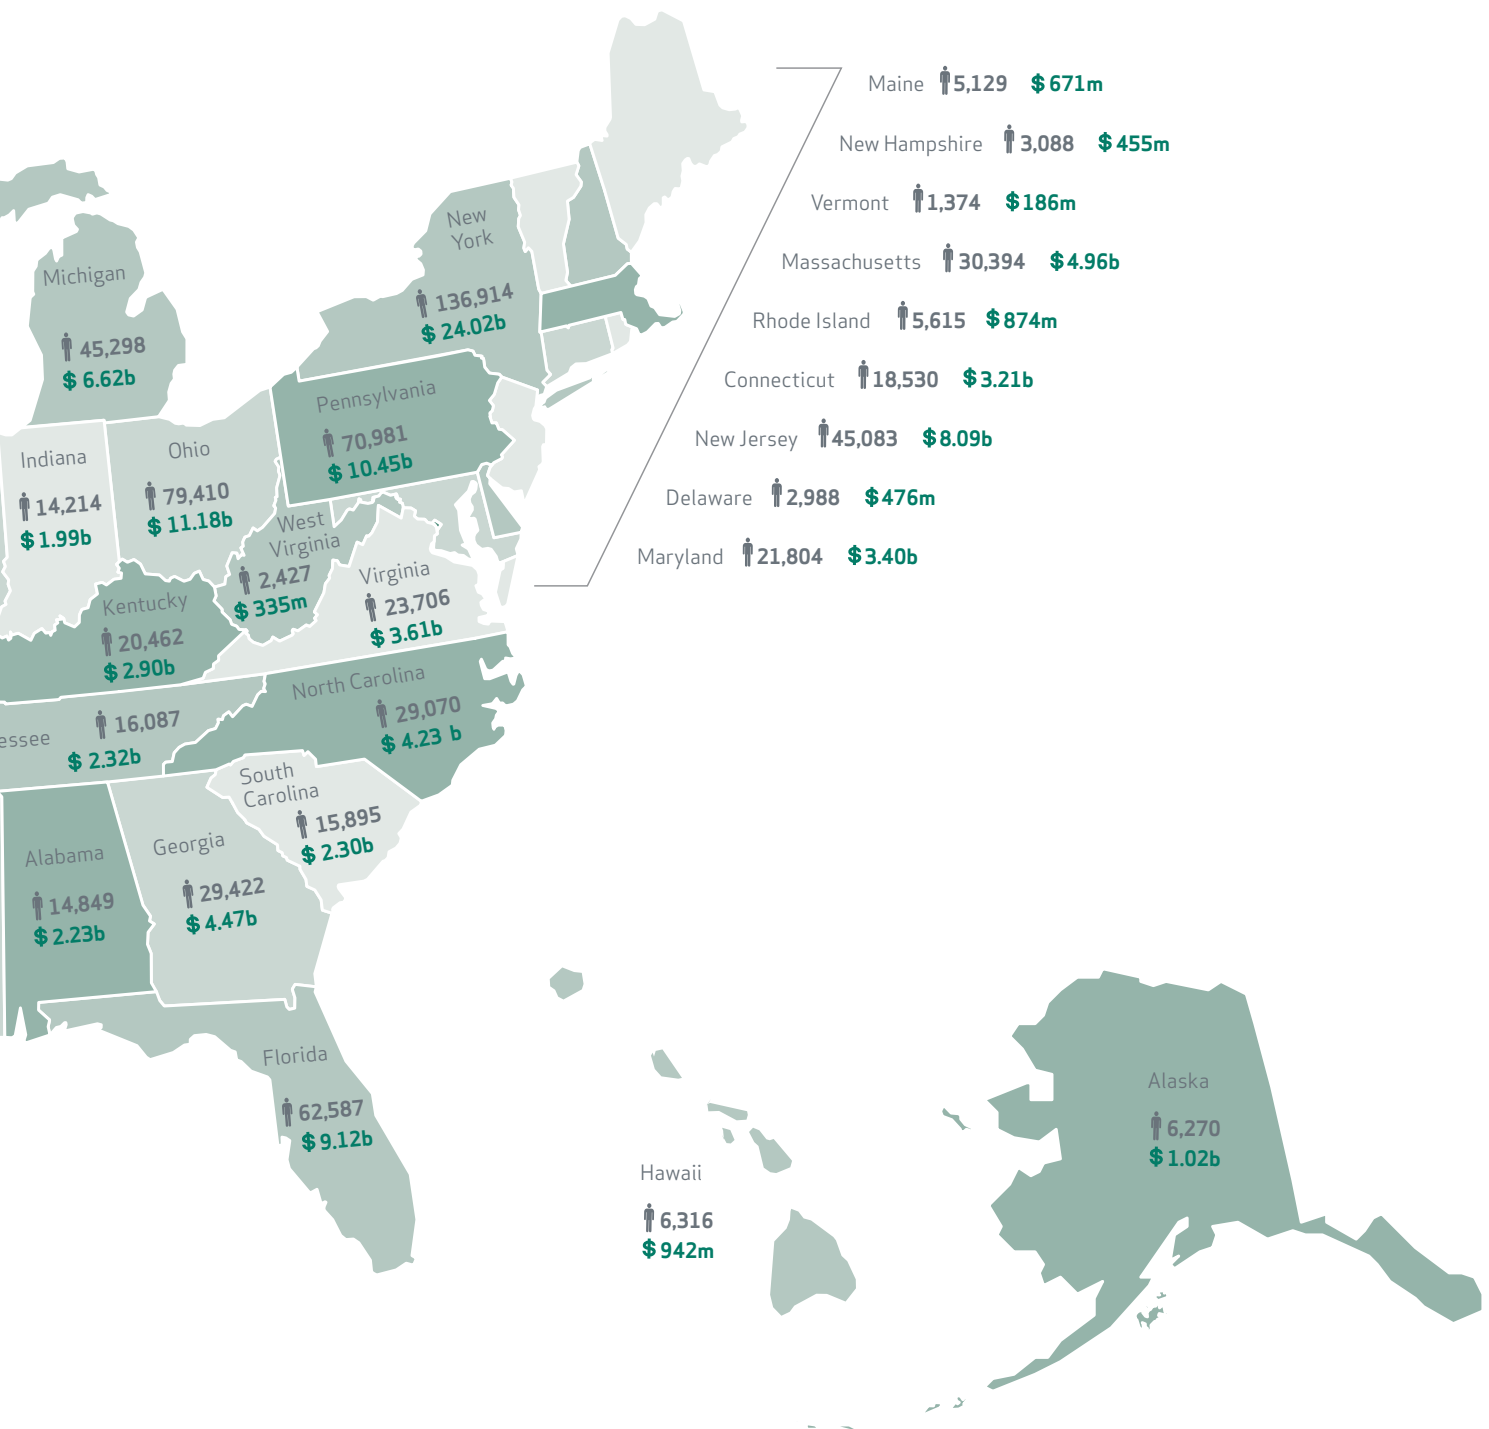 Maine 5,129 $ 671m
New Hampshire 3,088 $ 455m
Vermont 1,374 $ 186m
Massachusetts 30,394 $ 4.96b
Rhode Island 5,615 $ 874m
Connecticut 18,530 $ 3.21b
New Jersey 45,083 $ 8.09b
Delaware 2,988 $ 476m
Maryland 21,804 $ 3.40b
New
York
136,914
$ 24.02b
Michigan
45,298
$ 6.62b
Pennsylvania
70,981
$ 10.45b
Indiana
14,214
$ 1.99b
Ohio
79,410
$ 11.18b
West
Virginia
2,427
$ 335m
Virginia
23,706
$ 3.61b
Kentucky
20,462
$ 2.90b
North Carolina
29,070
$ 4.23 b
essee
16,087
$ 2.32b
South
Carolina
15,895
$ 2.30b
Alabama
14,849
$ 2.23b
Georgia
29,422
$ 4.47b
Florida
62,587
$ 9.12b
Hawaii
6,316
$ 942m
Alaska
6,270
$ 1.02b